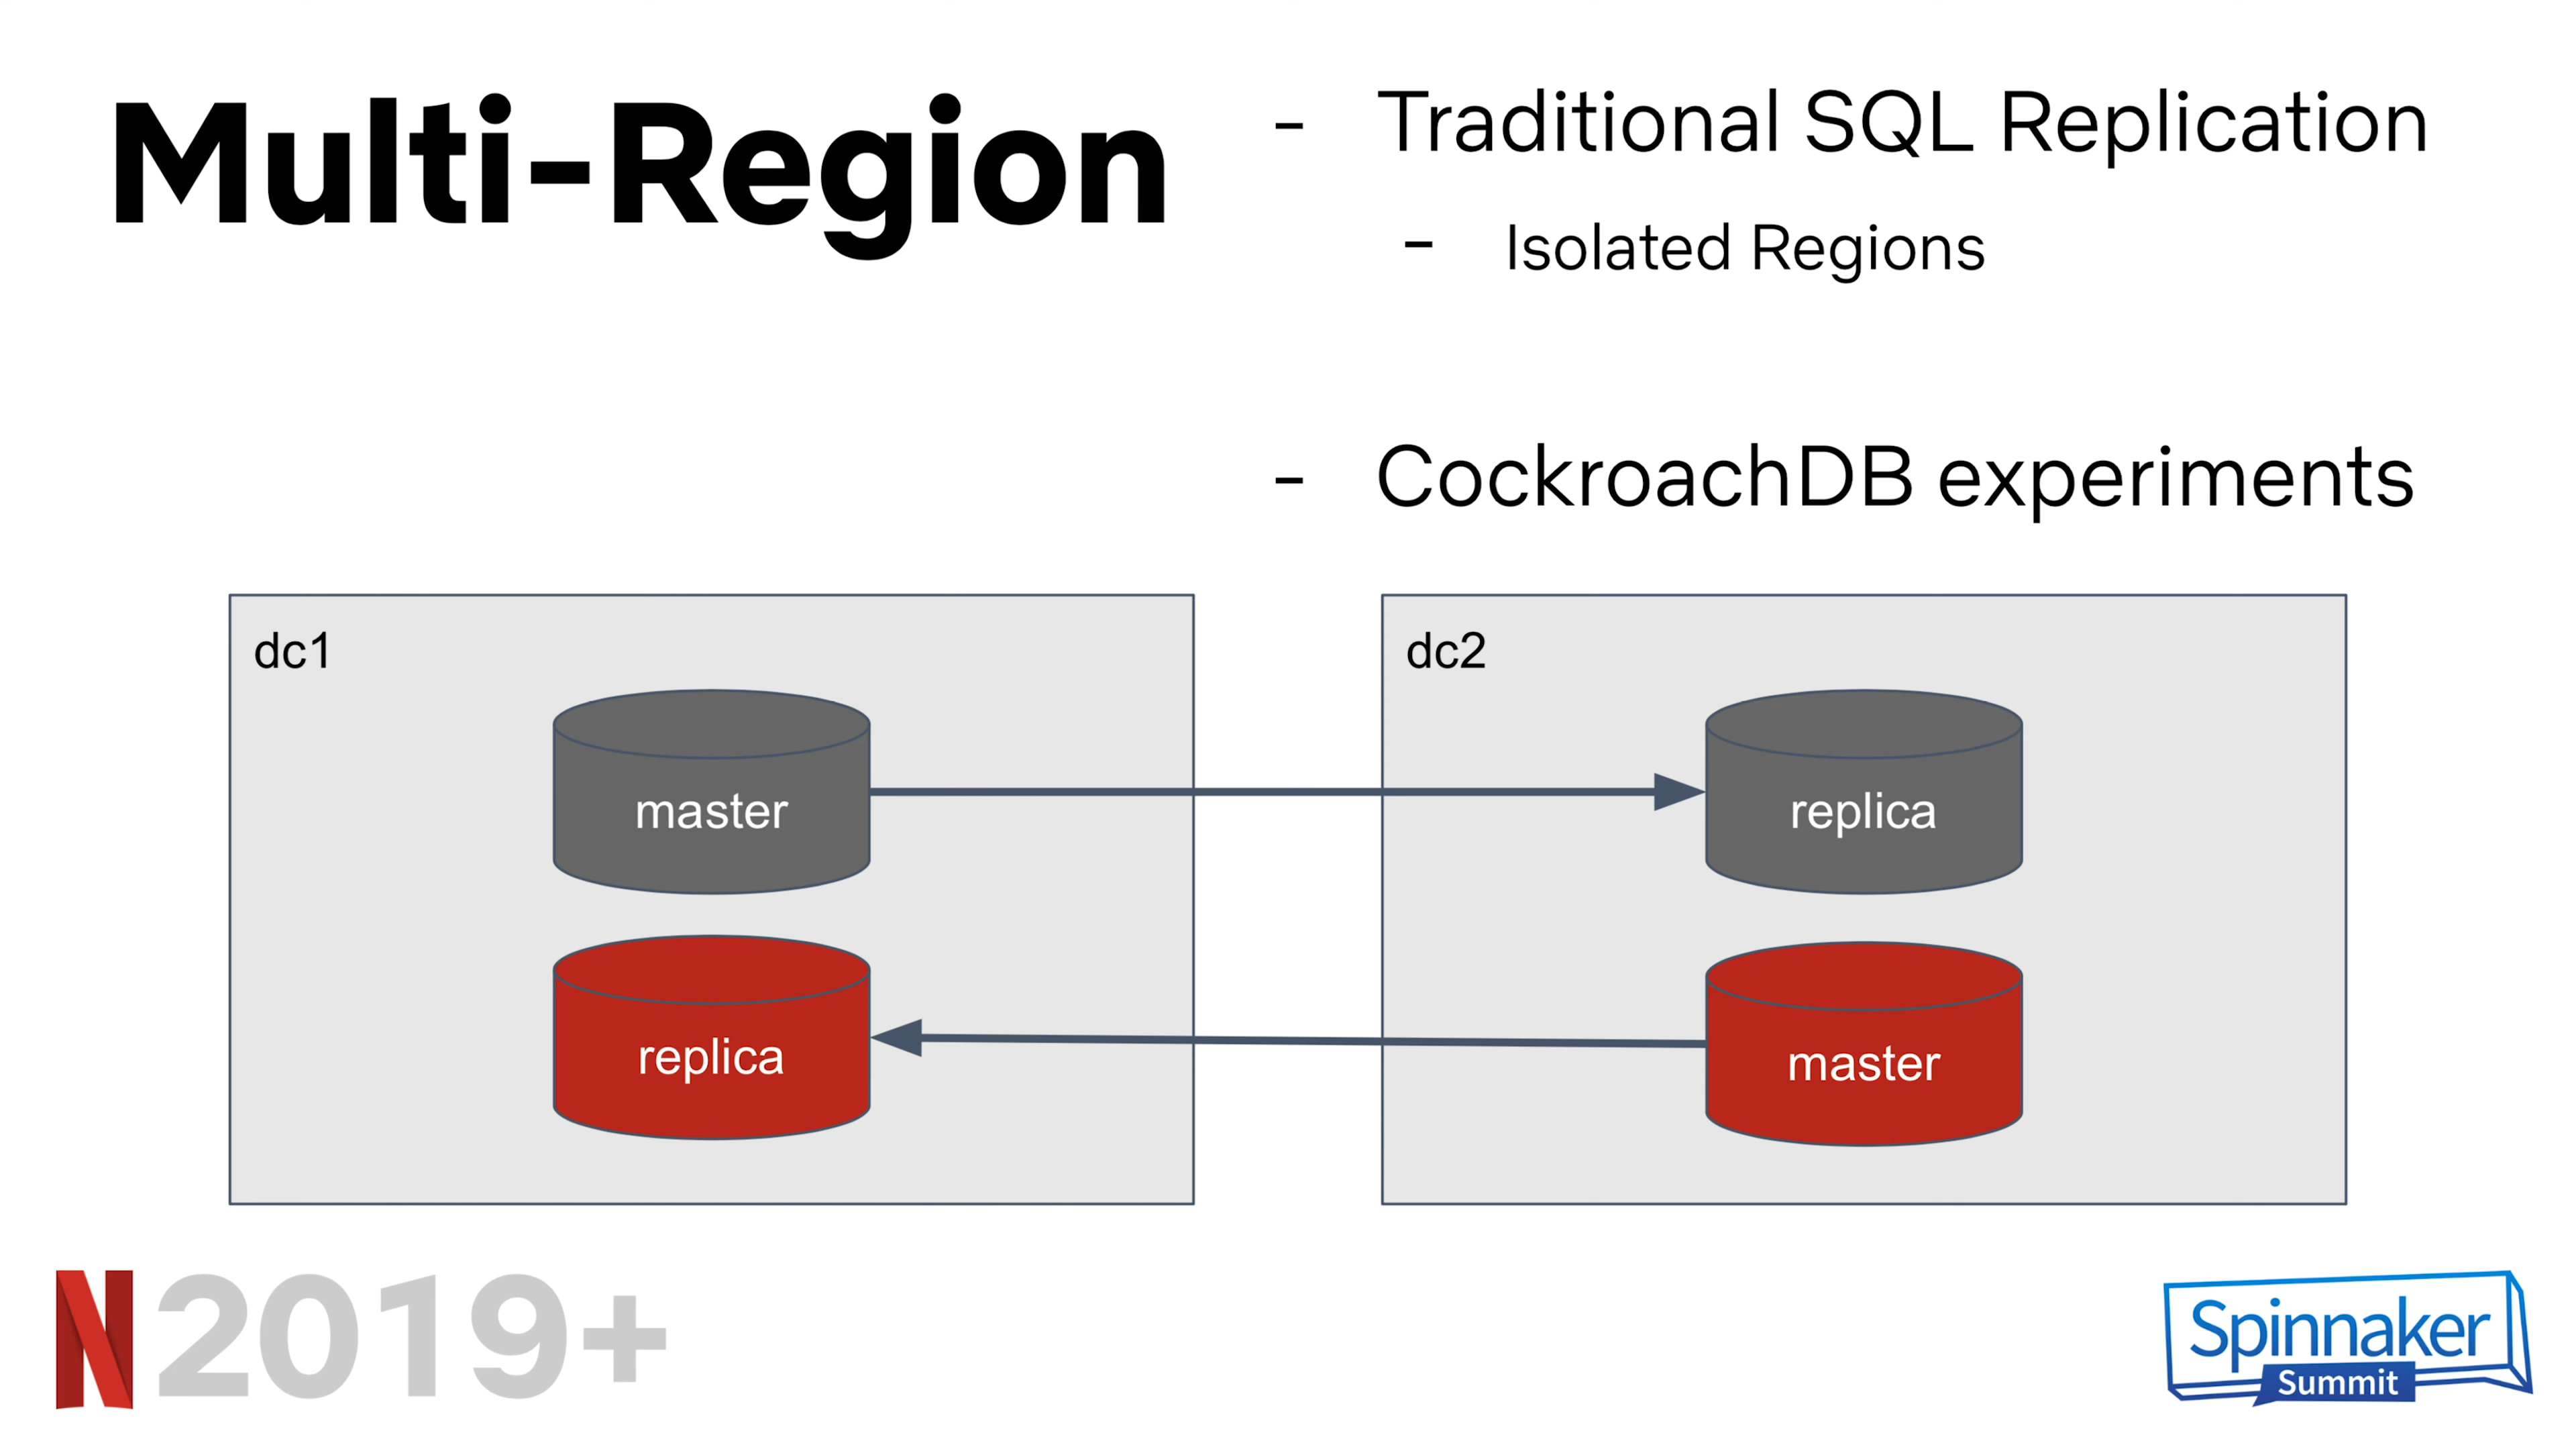 Multi-Region
- Traditional SQL Replication
- Isolated Regions
- CockroachDB experiments
dc1
master
replica
dc2
replica
master
N 2019+
Spinnaker
Summit